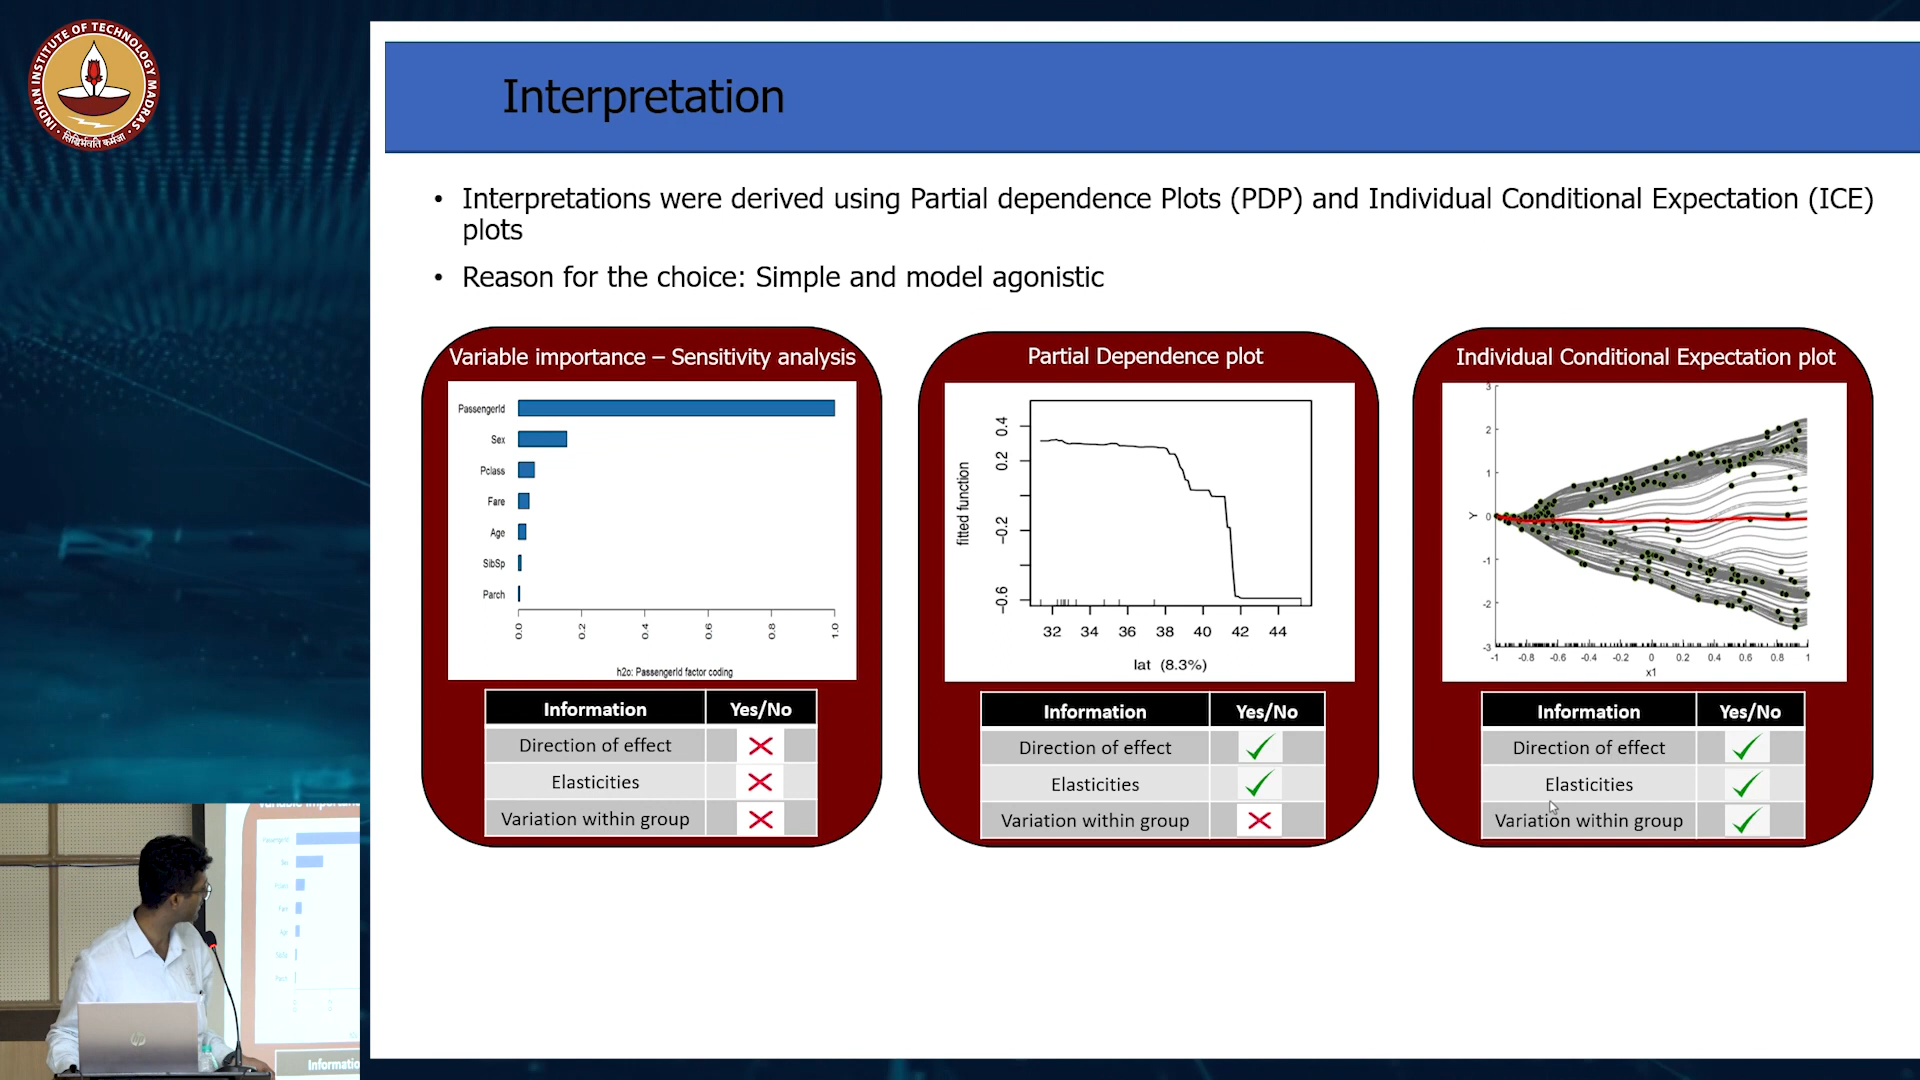 INDIAN INSTITUTE OF TECHNOLOGY MADRAS
सिद्धिर्भवति कर्मजा
Interpretation
• Interpretations were derived using Partial dependence Plots (PDP) and Individual Conditional Expectation (ICE)
plots
• Reason for the choice: Simple and model agonistic
Variable importance – Sensitivity analysis
PassengerId
Sex
Pclass
Fare
Age
SibSp
Parch
0.0 0.2 0.4 0.6 0.8 1.0
h2o: PassengerId factor coding
Information Yes/No
Direction of effect
Elasticities
Variation within group
Partial Dependence plot
fitted function
0.4
0.2
-0.2
-0.6
32 34 36 38 40 42 44
lat (8.3%)
Information Yes/No
Direction of effect
Elasticities
Variation within group
Individual Conditional Expectation plot
Y
3
2
1
0
-1
-2
-3
-1 -0.8 -0.6 -0.4 -0.2 0 0.2 0.4 0.6 0.8 1
x1
Information Yes/No
Direction of effect
Elasticities
Variation within group
hp